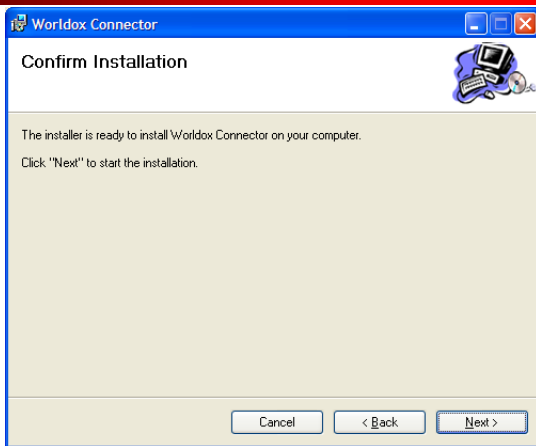 Worldox Connector
Confirm Installation
The installer is ready to install Worldox Connector on your computer.
Click "Next" to start the installation.
Cancel
< Back
Next >